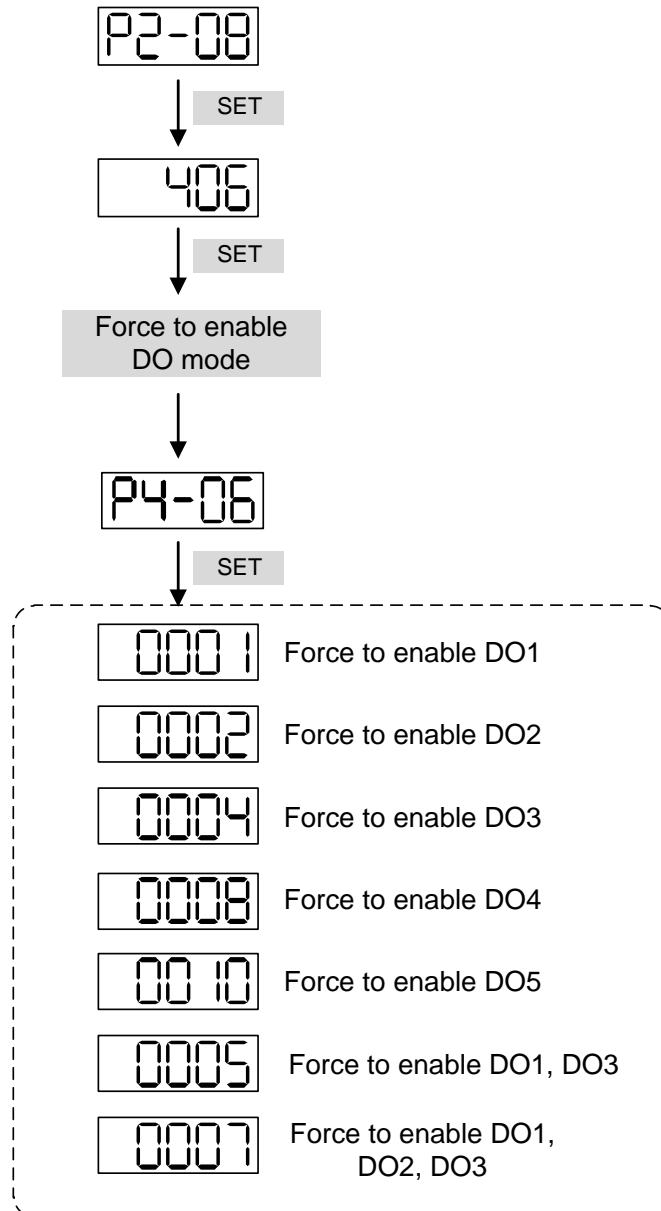 P2-08
SET
406
SET
Force to enable
DO mode
P4-06
SET
0001 Force to enable DO1
0002 Force to enable DO2
0004 Force to enable DO3
0008 Force to enable DO4
0010 Force to enable DO5
0005 Force to enable DO1, DO3
0007 Force to enable DO1,
DO2, DO3